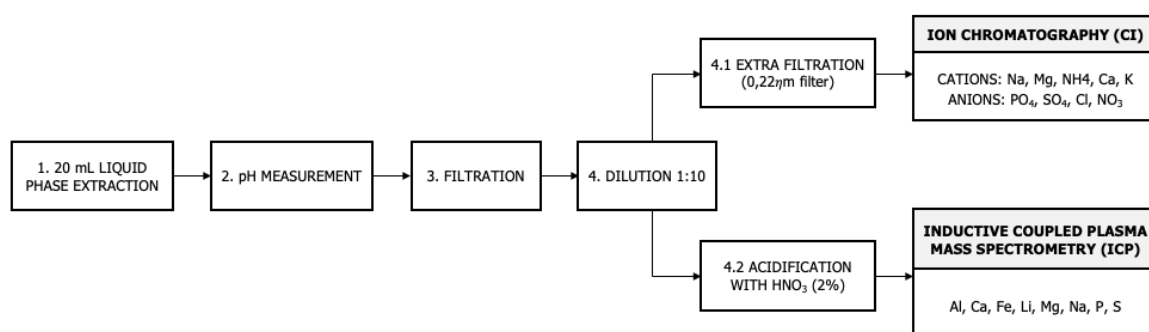 1. 20 mL LIQUID
PHASE EXTRACTION
2. pH MEASUREMENT
3. FILTRATION
4. DILUTION 1:10
4.1 EXTRA FILTRATION
(0,22ηm filter)
ION CHROMATOGRAPHY (CI)
CATIONS: Na, Mg, NH4, Ca, K
ANIONS: PO₄, SO₄, Cl, NO₃
4.2 ACIDIFICATION
WITH HNO₃ (2%)
INDUCTIVE COUPLED PLASMA
MASS SPECTROMETRY (ICP)
Al, Ca, Fe, Li, Mg, Na, P, S